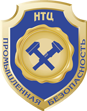 НТЦ
ПРОМЫШЛЕННАЯ БЕЗОПАСНОСТЬ